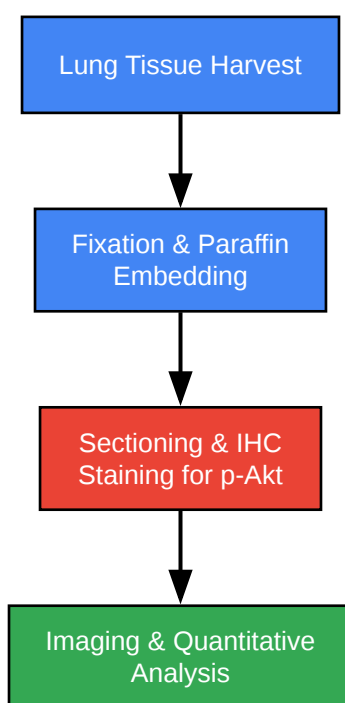 Lung Tissue Harvest
Fixation & Paraffin
Embedding
Sectioning & IHC
Staining for p-Akt
Imaging & Quantitative
Analysis